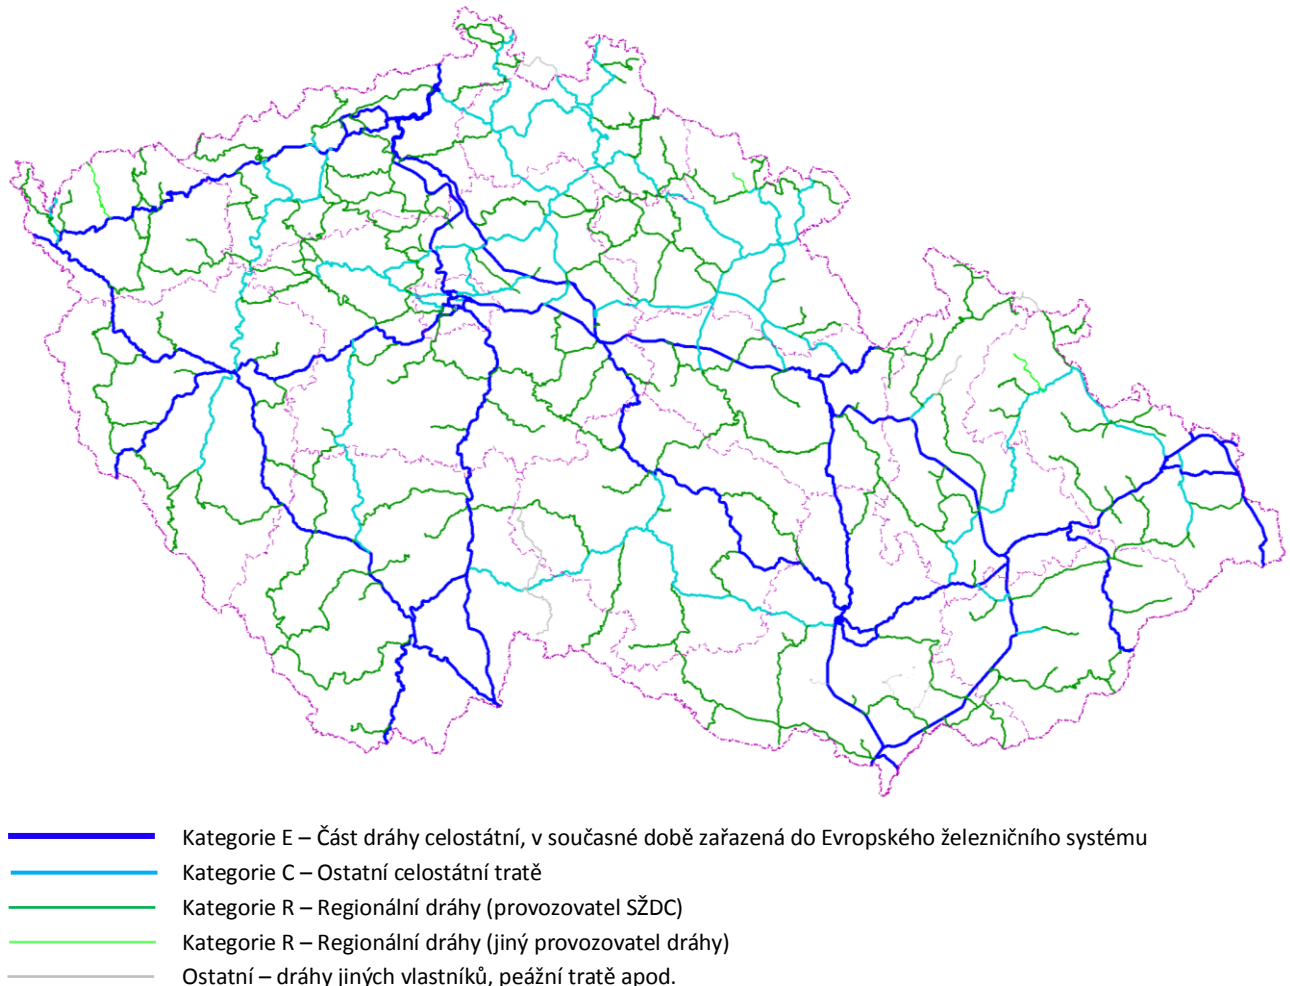 Kategorie E – Část dráhy celostátní, v současné době zařazená do Evropského železničního systému
Kategorie C – Ostatní celostátní tratě
Kategorie R – Regionální dráhy (provozovatel SŽDC)
Kategorie R – Regionální dráhy (jiný provozovatel dráhy)
Ostatní – dráhy jiných vlastníků, peážní tratě apod.